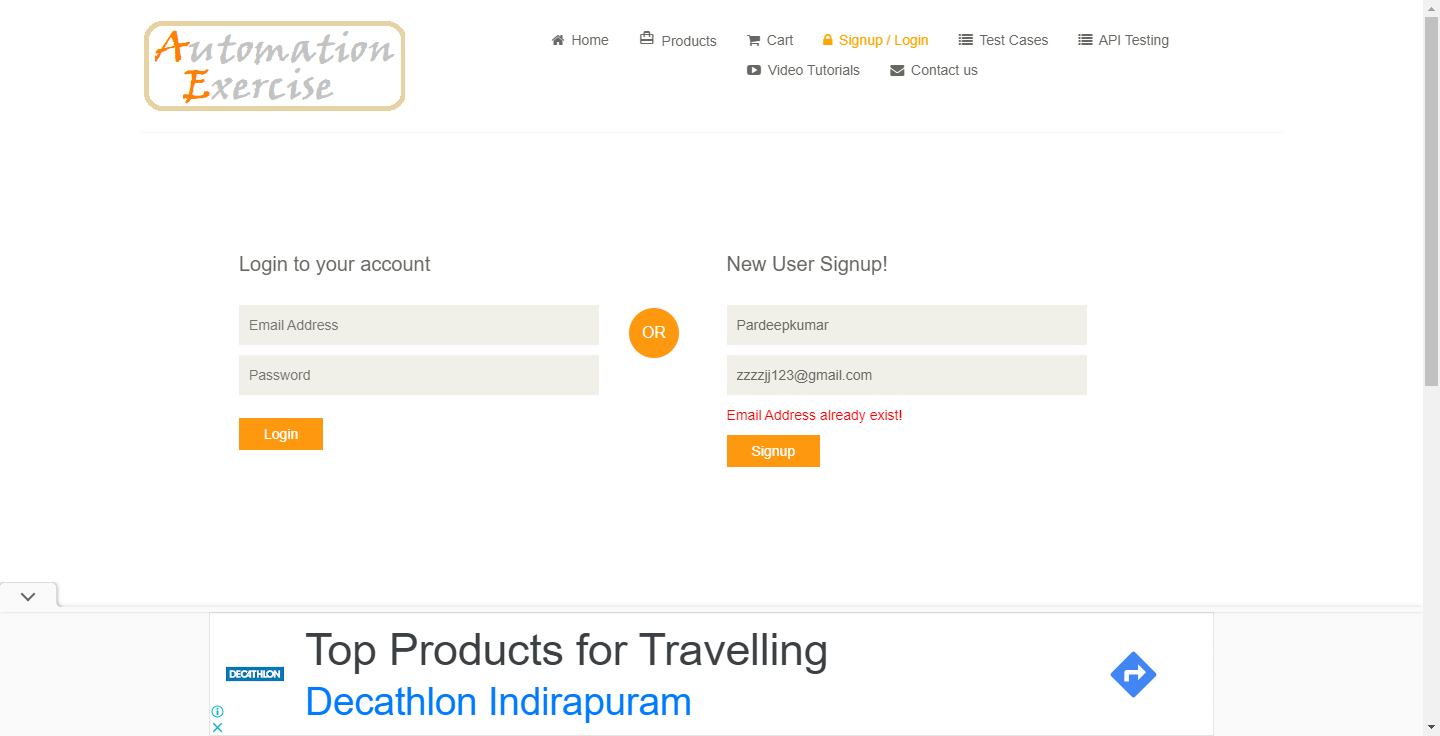 Automation
Exercise
Home Products Cart Signup / Login Test Cases API Testing
Video Tutorials Contact us
Login to your account
Email Address
Password
Login
OR
New User Signup!
Pardeepkumar
zzzzjj123@gmail.com
Email Address already exist!
Signup
DECATHLON
Top Products for Travelling
Decathlon Indirapuram